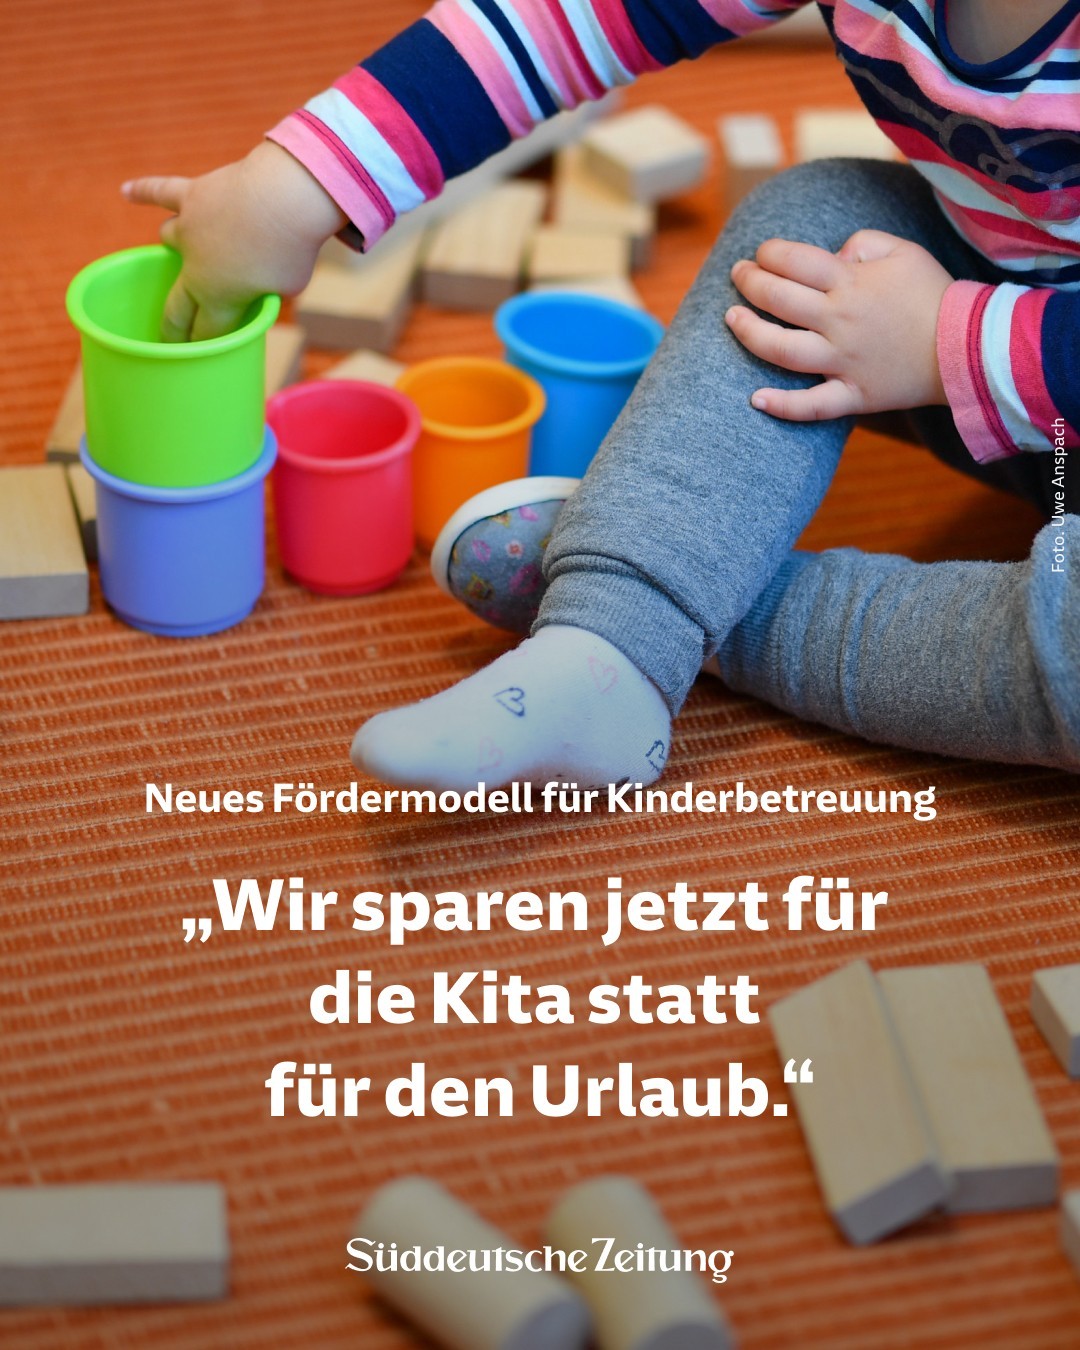 Foto: Uwe Anspach
Neues Fördermodell für Kinderbetreuung
„Wir sparen jetzt für
die Kita statt
für den Urlaub.“
Süddeutsche Zeitung